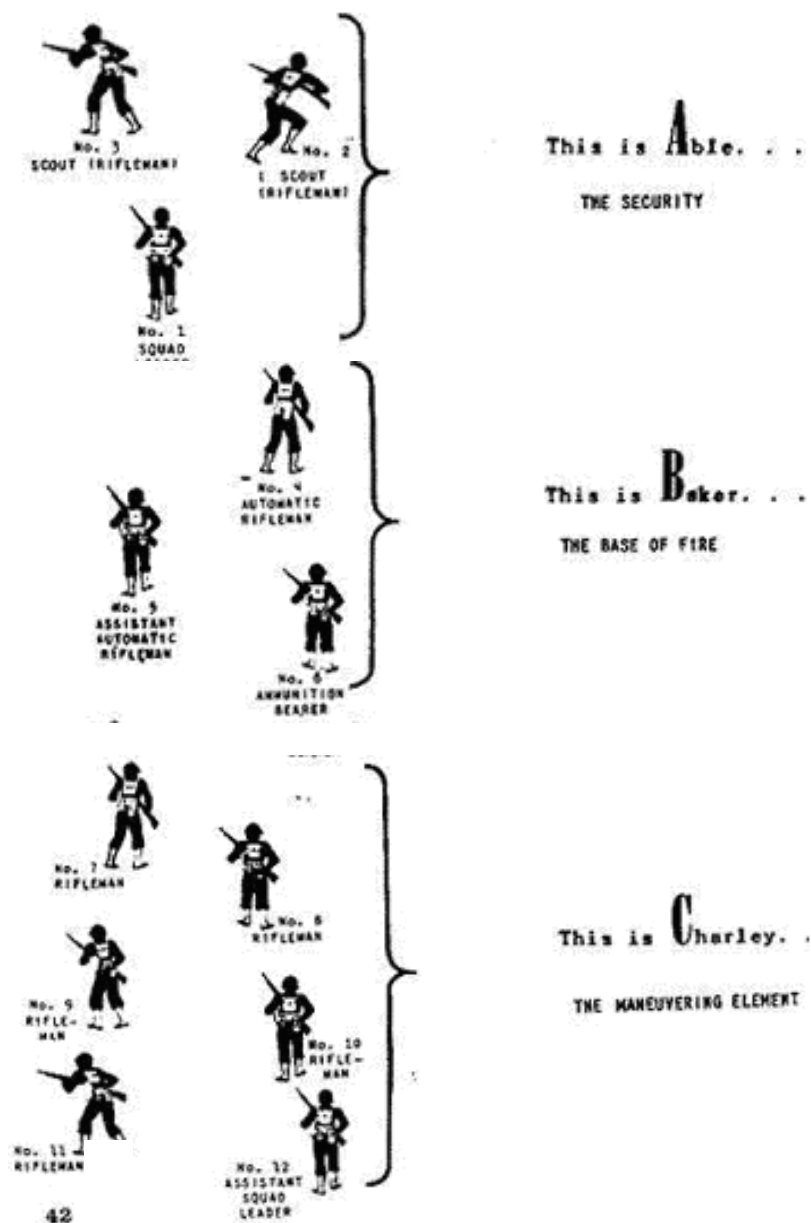 No. 3
SCOUT (RIFLEMAN)
No. 2
SCOUT
(RIFLEMAN)
No. 1
SQUAD
LEADER
This is Able. . .
THE SECURITY
No. 4
AUTOMATIC
RIFLEMAN
No. 5
ASSISTANT
AUTOMATIC
RIFLEMAN
No. 6
AMMUNITION
BEARER
This is Baker. . .
THE BASE OF FIRE
No. 7
RIFLEMAN
No. 8
RIFLEMAN
No. 9
RIFLE-
MAN
No. 10
RIFLE-
MAN
No. 11
RIFLEMAN
No. 12
ASSISTANT
SQUAD
LEADER
This is Charley. .
THE MANEUVERING ELEMENT
42